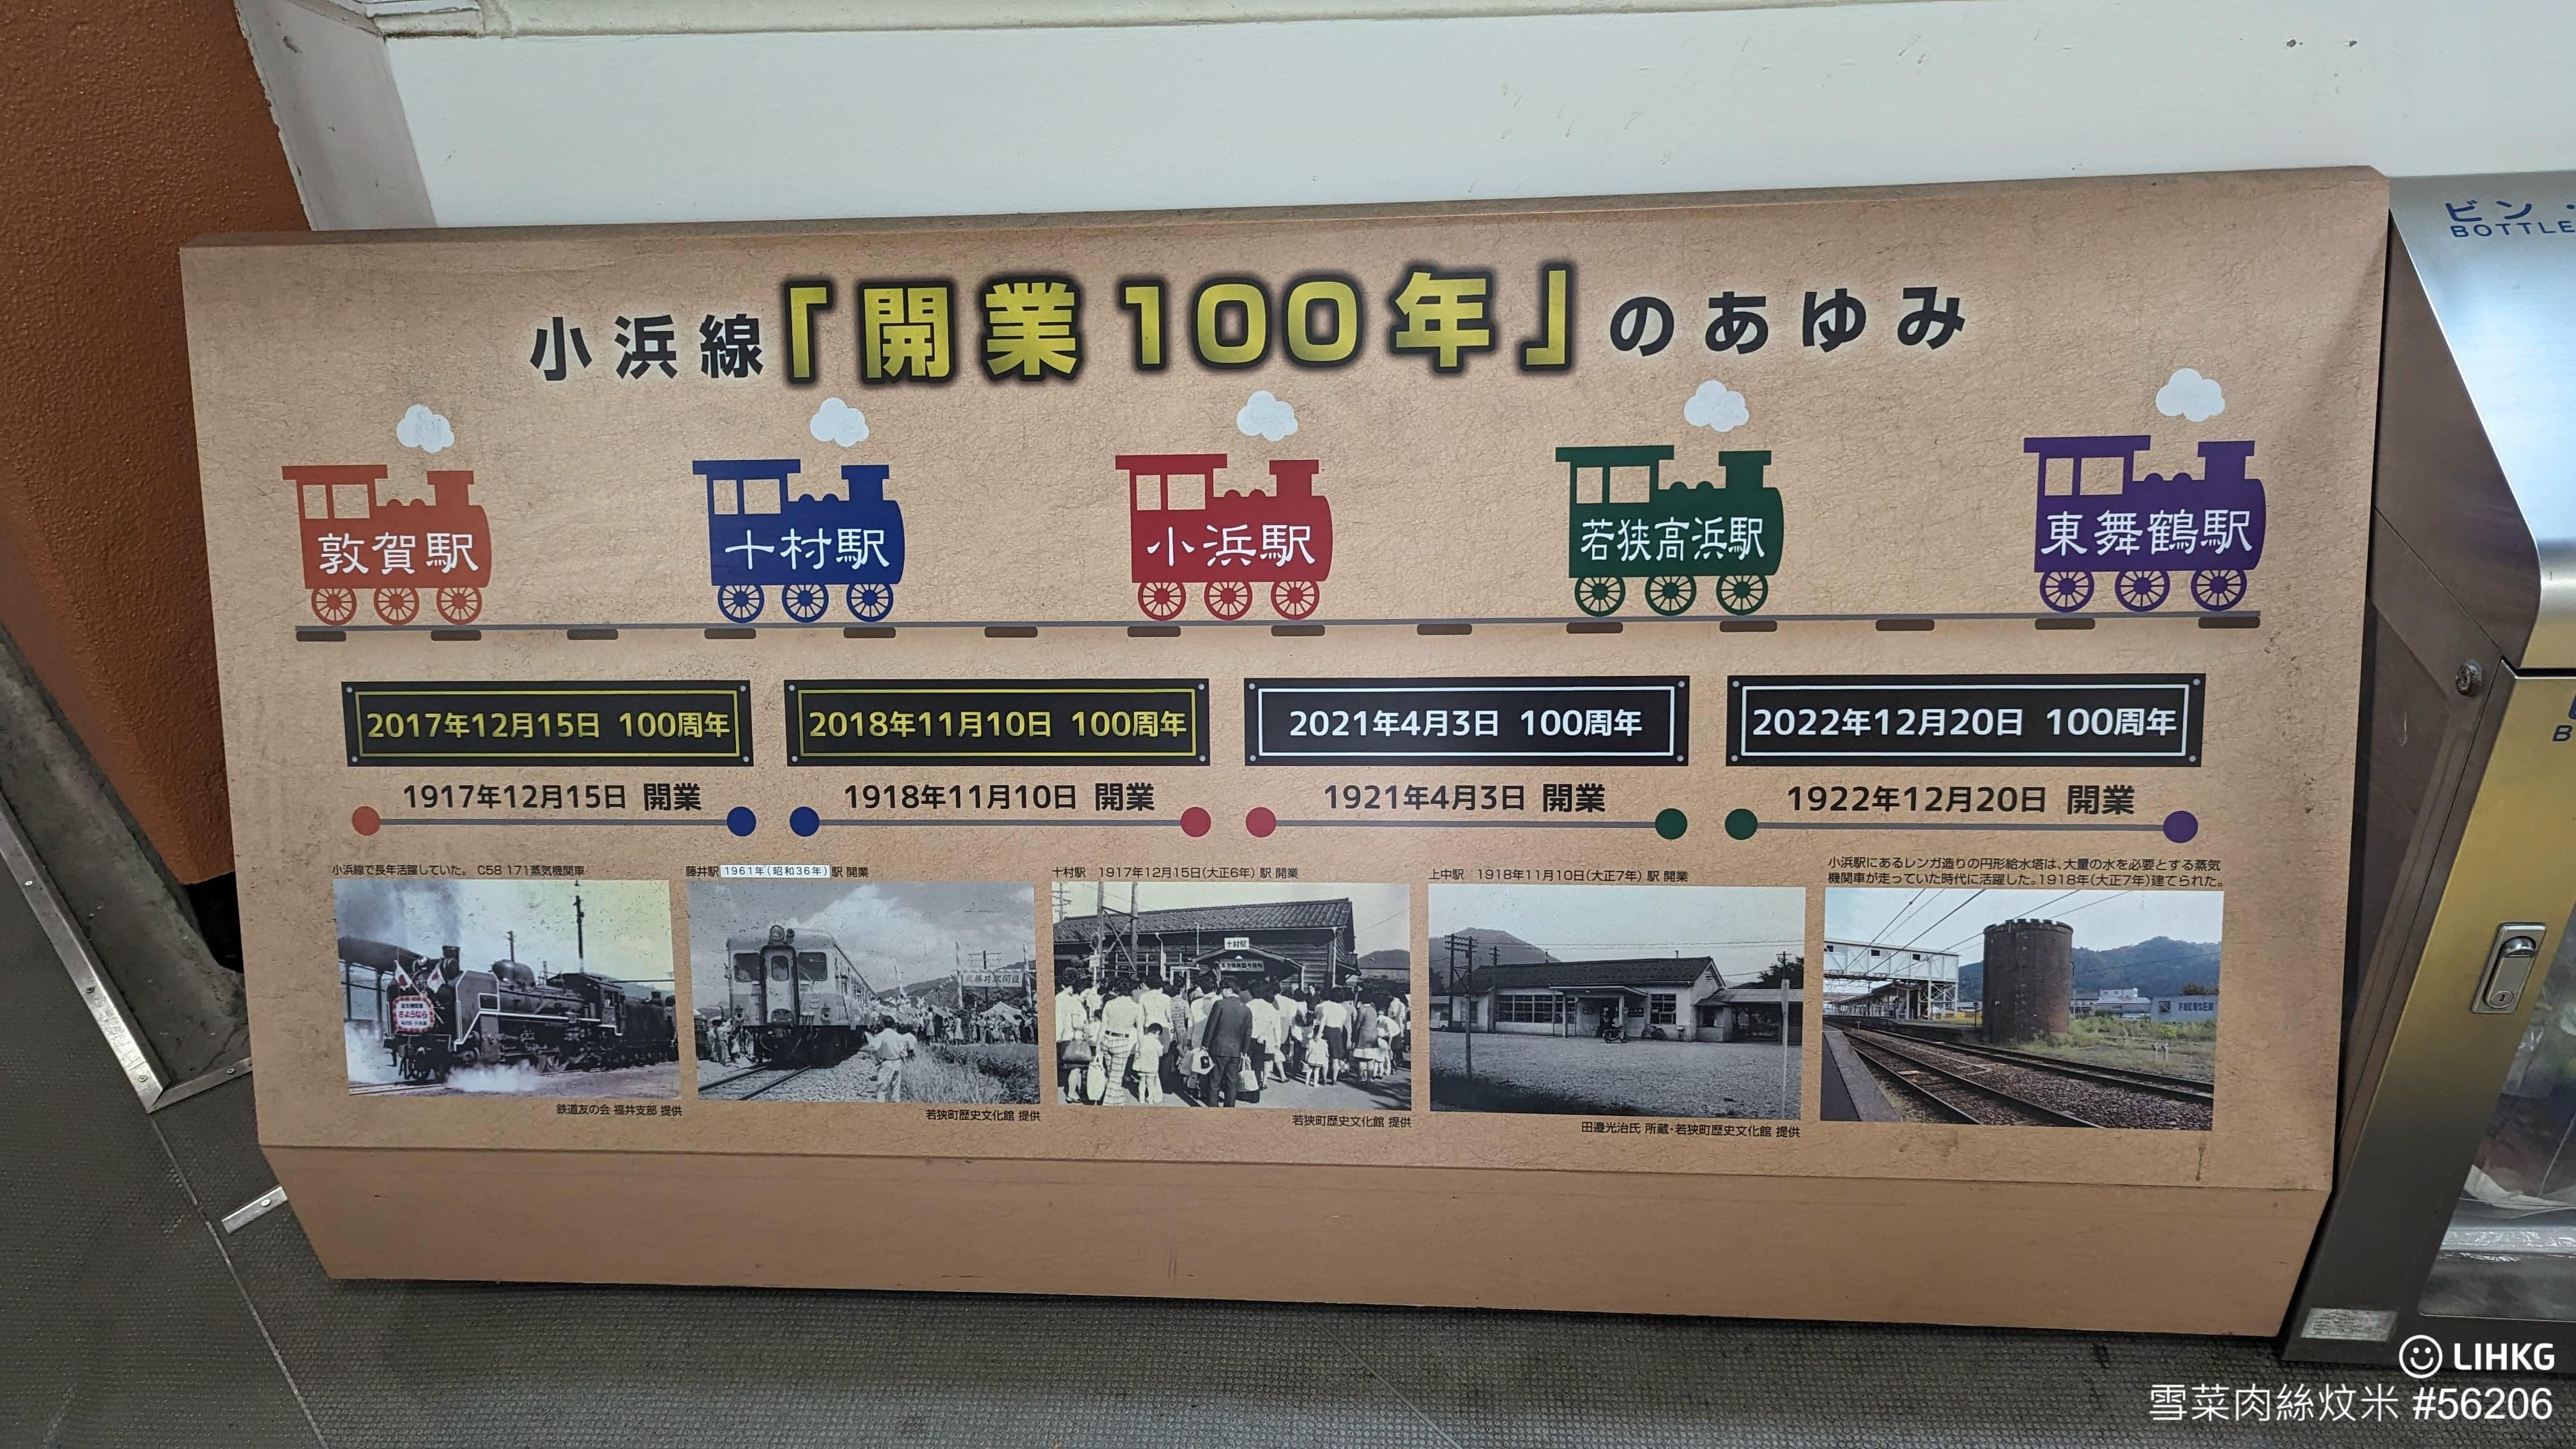 小浜線「開業100年」のあゆみ
敦賀駅
十村駅
小浜駅
若狭高浜駅
東舞鶴駅
2017年12月15日 100周年
2018年11月10日 100周年
2021年4月3日 100周年
2022年12月20日 100周年
1917年12月15日 開業
1918年11月10日 開業
1921年4月3日 開業
1922年12月20日 開業
小浜線で長年活躍していた。 C58 171蒸気機関車
藤井駅 1961年(昭和36年) 駅 開業
十村駅 1917年12月15日(大正6年) 駅 開業
上中駅 1918年11月10日(大正7年) 駅 開業
小浜駅にあるレンガ造りの円形給水塔は、大量の水を必要とする蒸気
機関車が走っていた時代に活躍した。1918年(大正7年)建てられた。
さようなら
十村駅
鉄道友の会 福井支部 提供
若狭町歴史文化館 提供
若狭町歴史文化館 提供
田邉光治氏 所蔵・若狭町歴史文化館 提供
ビン・
BOTTLE
LIHKG
雪菜肉絲炆米 #56206